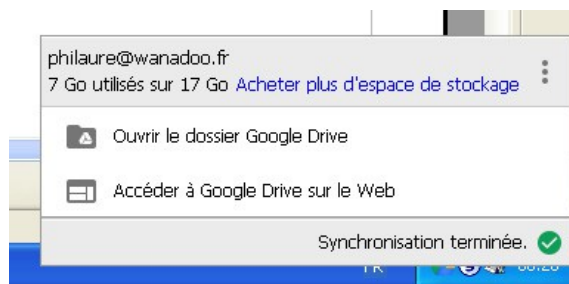 philaure@wanadoo.fr
7 Go utilisés sur 17 Go Acheter plus d'espace de stockage
Ouvrir le dossier Google Drive
Accéder à Google Drive sur le Web
Synchronisation terminée.